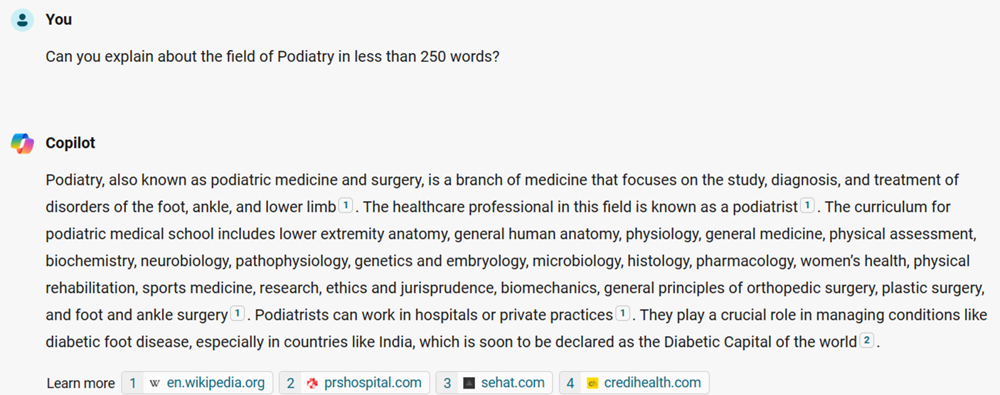 You
Can you explain about the field of Podiatry in less than 250 words?
Copilot
Podiatry, also known as podiatric medicine and surgery, is a branch of medicine that focuses on the study, diagnosis, and treatment of
disorders of the foot, ankle, and lower limb 1 . The healthcare professional in this field is known as a podiatrist 1 . The curriculum for
podiatric medical school includes lower extremity anatomy, general human anatomy, physiology, general medicine, physical assessment,
biochemistry, neurobiology, pathophysiology, genetics and embryology, microbiology, histology, pharmacology, women’s health, physical
rehabilitation, sports medicine, research, ethics and jurisprudence, biomechanics, general principles of orthopedic surgery, plastic surgery,
and foot and ankle surgery 1 . Podiatrists can work in hospitals or private practices 1 . They play a crucial role in managing conditions like
diabetic foot disease, especially in countries like India, which is soon to be declared as the Diabetic Capital of the world 2 .
Learn more 1 W en.wikipedia.org 2 prshospital.com 3 sehat.com 4 ch credihealth.com